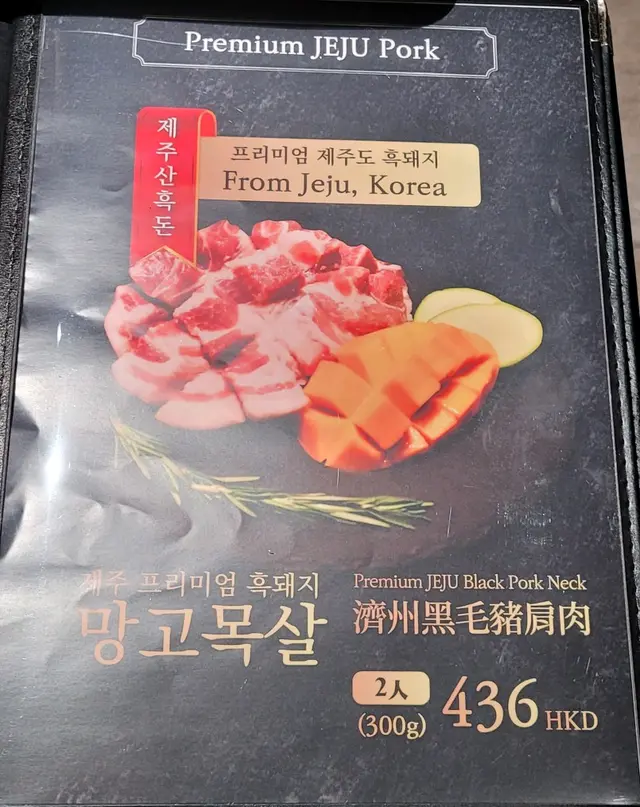 Premium JEJU Pork
제주산흑돈
프리미엄 제주도 흑돼지
From Jeju, Korea
제주 프리미엄 흑돼지
망고목살
Premium JEJU Black Pork Neck
濟州黑毛豬肩肉
2人
(300g)
436 HKD